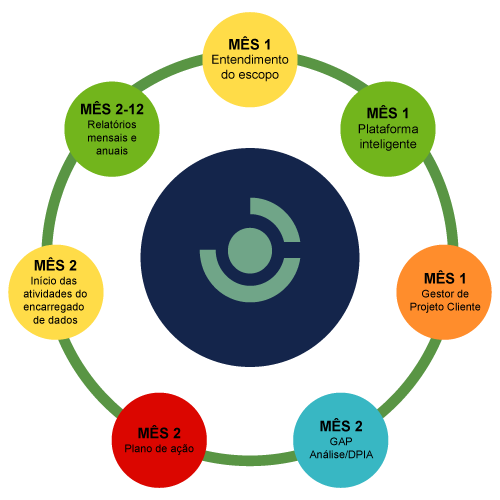 MÊS 1
Entendimento
do escopo
MÊS 1
Plataforma
inteligente
MÊS 1
Gestor de
Projeto Cliente
MÊS 2
GAP
Análise/DPIA
MÊS 2
Plano de ação
MÊS 2
Início das
atividades do
encarregado
de dados
MÊS 2-12
Relatórios
mensais e
anuais